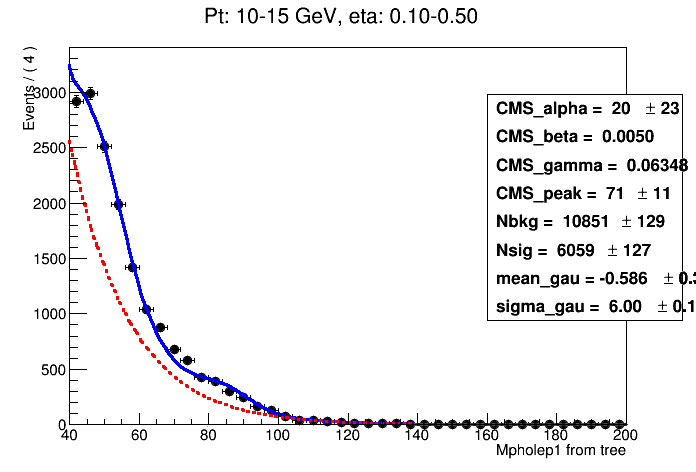 Pt: 10-15 GeV, eta: 0.10-0.50
Events / ( 4 )
3000
2500
2000
1500
1000
500
0
40 60 80 100 120 140 160 180 200
Mpholep1 from tree
CMS_alpha = 20 ± 23
CMS_beta = 0.0050
CMS_gamma = 0.06348
CMS_peak = 71 ± 11
Nbkg = 10851 ± 129
Nsig = 6059 ± 127
mean_gau = -0.586 ±
sigma_gau = 6.00 ±